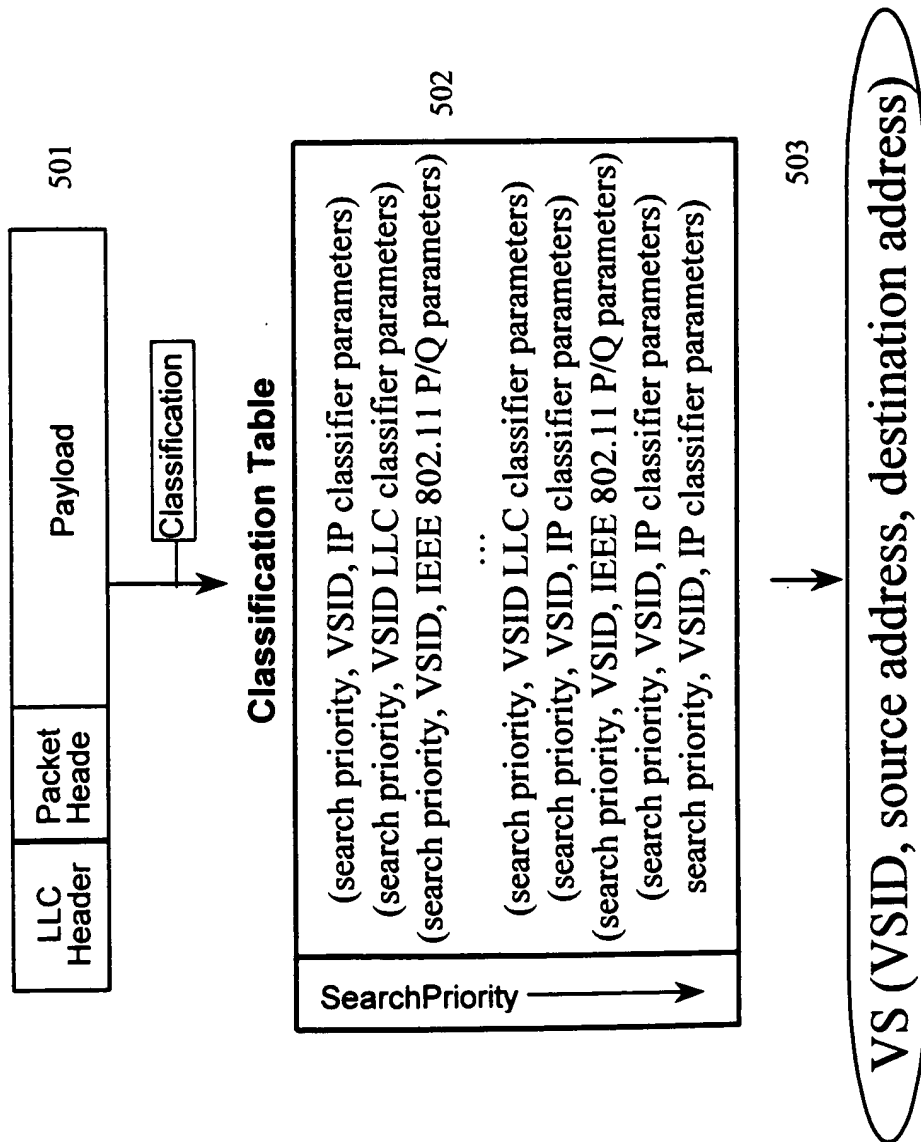 LLC
Header
Packet
Heade
Payload
501
Classification
Classification Table
SearchPriority
(search priority, VSID, IP classifier parameters)
(search priority, VSID LLC classifier parameters)
(search priority, VSID, IEEE 802.11 P/Q parameters)
...
(search priority, VSID LLC classifier parameters)
(search priority, VSID, IP classifier parameters)
(search priority, VSID, IEEE 802.11 P/Q parameters)
(search priority, VSID, IP classifier parameters)
search priority, VSID, IP classifier parameters)
502
503
VS (VSID, source address, destination address)